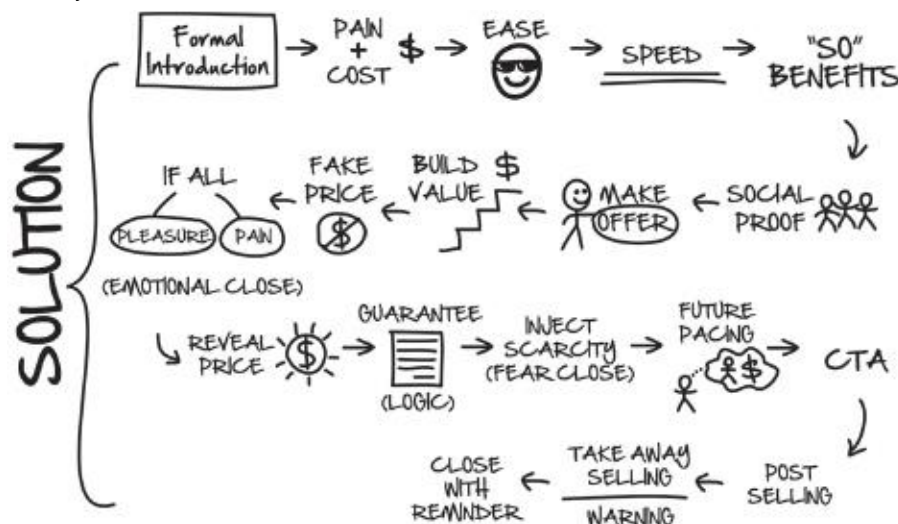 SOLUTION
Formal
Introduction
PAIN
+
COST
$
EASE
SPEED
"SO"
BENEFITS
SOCIAL
PROOF
MAKE
OFFER
BUILD
VALUE
$
FAKE
PRICE
$
IF ALL
PLEASURE
PAIN
(EMOTIONAL CLOSE)
REVEAL
PRICE
$
GUARANTEE
(LOGIC)
INJECT
SCARCITY
(FEAR CLOSE)
FUTURE
PACING
$
CTA
POST
SELLING
TAKE AWAY
SELLING
WARNING
CLOSE
WITH
REMINDER